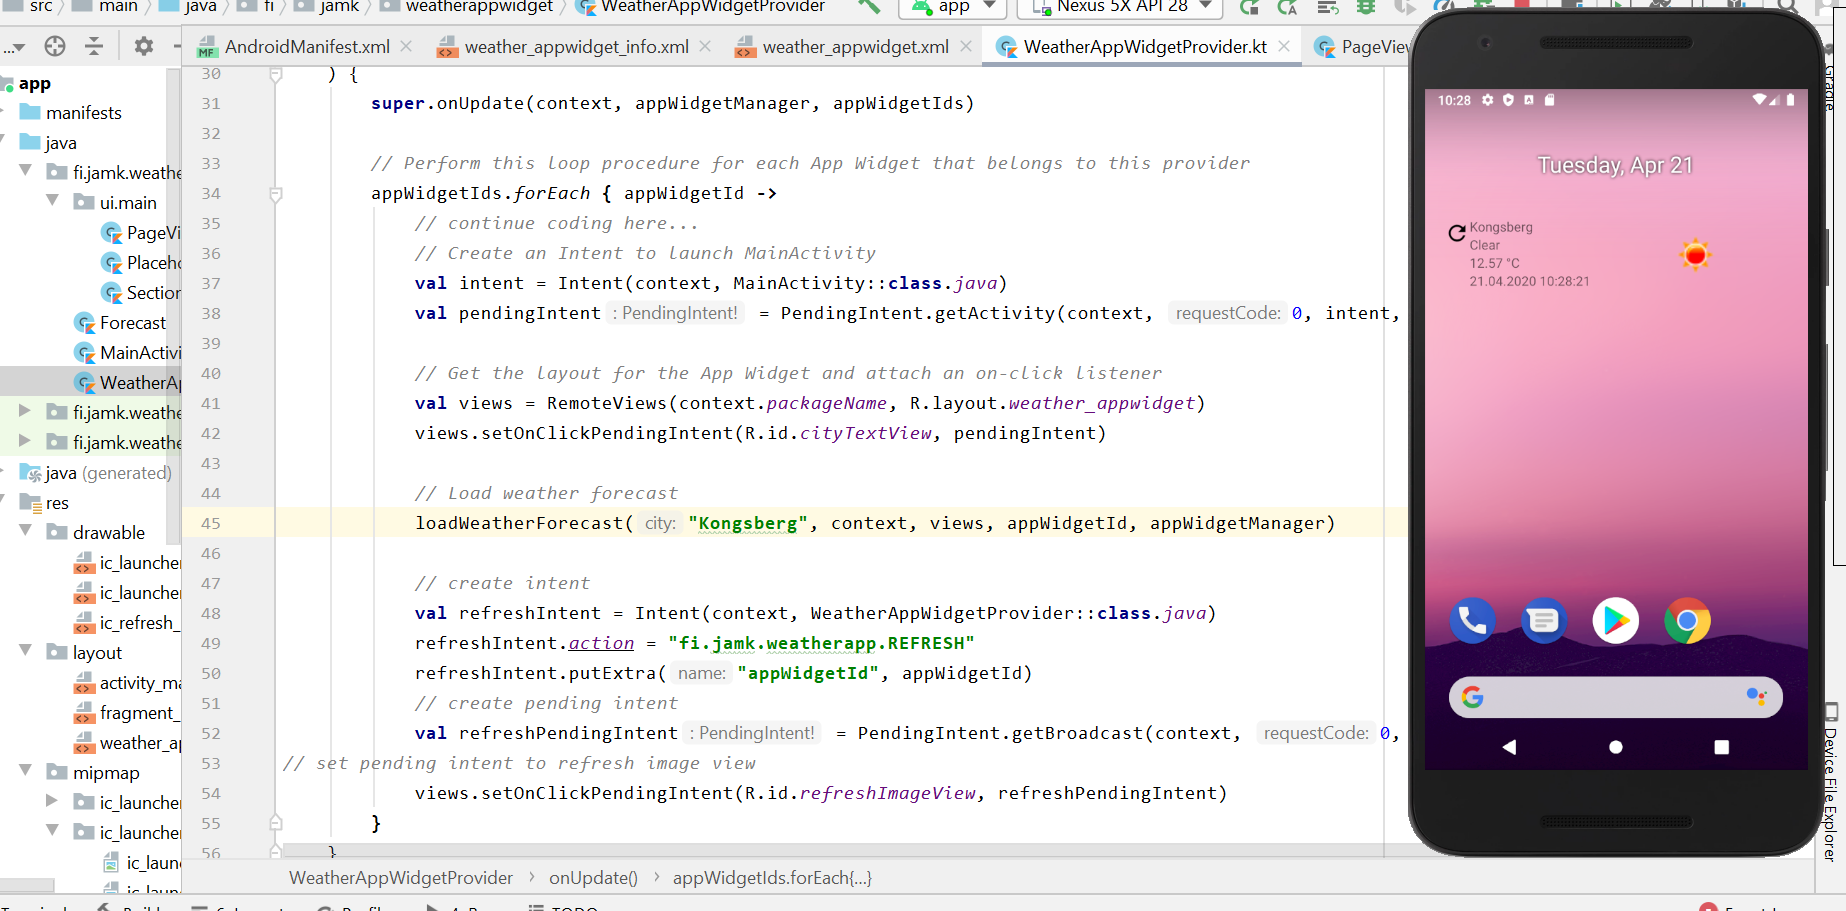 src main java fi jamk weatherappwidget WeatherAppWidgetProvider app Nexus 5X API 28
... AndroidManifest.xml weather_appwidget_info.xml weather_appwidget.xml WeatherAppWidgetProvider.kt PageView
app
manifests
java
fi.jamk.weathe
ui.main
PageVi
Placeho
Section
Forecast
MainActivi
WeatherAp
fi.jamk.weathe
fi.jamk.weathe
java (generated)
res
drawable
ic_launcher
ic_launcher
ic_refresh_
layout
activity_ma
fragment_
weather_ap
mipmap
ic_launcher
ic_launcher
ic_laun
ic_laun
30 ) {
31 super.onUpdate(context, appWidgetManager, appWidgetIds)
32
33 // Perform this loop procedure for each App Widget that belongs to this provider
34 appWidgetIds.forEach { appWidgetId ->
35 // continue coding here...
36 // Create an Intent to launch MainActivity
37 val intent = Intent(context, MainActivity::class.java)
38 val pendingIntent : PendingIntent! = PendingIntent.getActivity(context, requestCode: 0, intent,
39
40 // Get the layout for the App Widget and attach an on-click listener
41 val views = RemoteViews(context.packageName, R.layout.weather_appwidget)
42 views.setOnClickPendingIntent(R.id.cityTextView, pendingIntent)
43
44 // Load weather forecast
45 loadWeatherForecast( city: "Kongsberg", context, views, appWidgetId, appWidgetManager)
46
47 // create intent
48 val refreshIntent = Intent(context, WeatherAppWidgetProvider::class.java)
49 refreshIntent.action = "fi.jamk.weatherapp.REFRESH"
50 refreshIntent.putExtra( name: "appWidgetId", appWidgetId)
51 // create pending intent
52 val refreshPendingIntent : PendingIntent! = PendingIntent.getBroadcast(context, requestCode: 0,
53 // set pending intent to refresh image view
54 views.setOnClickPendingIntent(R.id.refreshImageView, refreshPendingIntent)
55 }
56 }
WeatherAppWidgetProvider onUpdate() appWidgetIds.forEach{...}
10:28
Tuesday, Apr 21
Kongsberg
Clear
12.57 °C
21.04.2020 10:28:21
Gradle
Device File Explorer
TODO